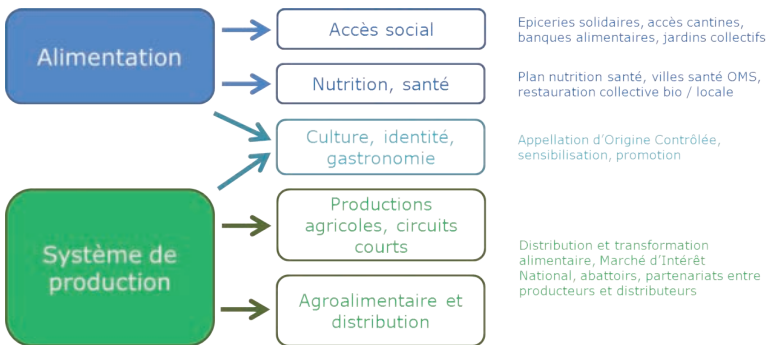 Alimentation
Accès social
Epiceries solidaires, accès cantines,
banques alimentaires, jardins collectifs
Nutrition, santé
Plan nutrition santé, villes santé OMS,
restauration collective bio / locale
Culture, identité,
gastronomie
Appellation d'Origine Contrôlée,
sensibilisation, promotion
Système de
production
Productions
agricoles, circuits
courts
Agroalimentaire et
distribution
Distribution et transformation
alimentaire, Marché d'Intérêt
National, abattoirs, partenariats entre
producteurs et distributeurs